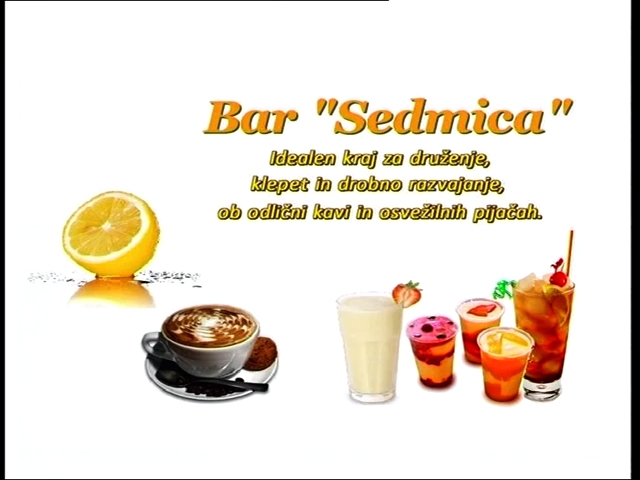 Bar "Sedmica"
Idealen kraj za druženje,
klepet in drobno razvajanje,
ob odlični kavi in osvežilnih pijačah.